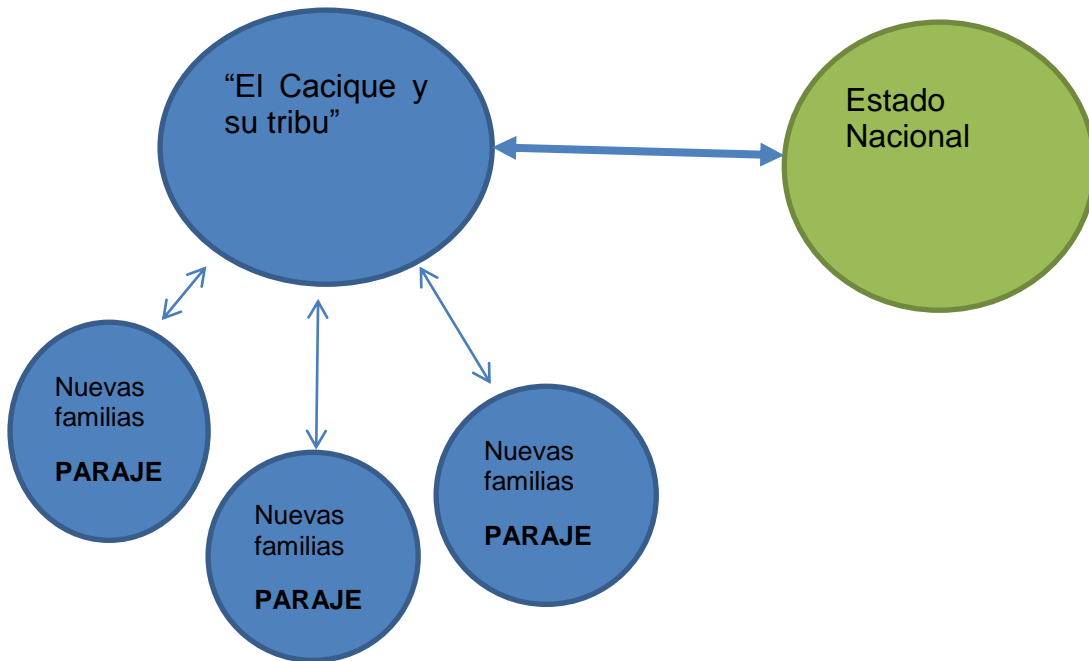 “El Cacique y
su tribu”
Estado
Nacional
Nuevas
familias
PARAJE
Nuevas
familias
PARAJE
Nuevas
familias
PARAJE